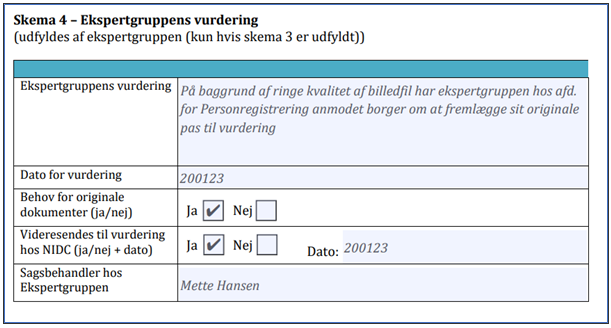 Skema 4 – Ekspertgruppens vurdering
(udfyldes af ekspertgruppen (kun hvis skema 3 er udfyldt))
Ekspertgruppens vurdering
På baggrund af ringe kvalitet af billedfil har ekspertgruppen hos afd.
for Personregistrering anmodet borger om at fremlægge sit originale
pas til vurdering
Dato for vurdering
200123
Behov for originale
dokumenter (ja/nej)
Ja ✔ Nej
Videresendes til vurdering
hos NIDC (ja/nej + dato)
Ja ✔ Nej Dato: 200123
Sagsbehandler hos
Ekspertgruppen
Mette Hansen